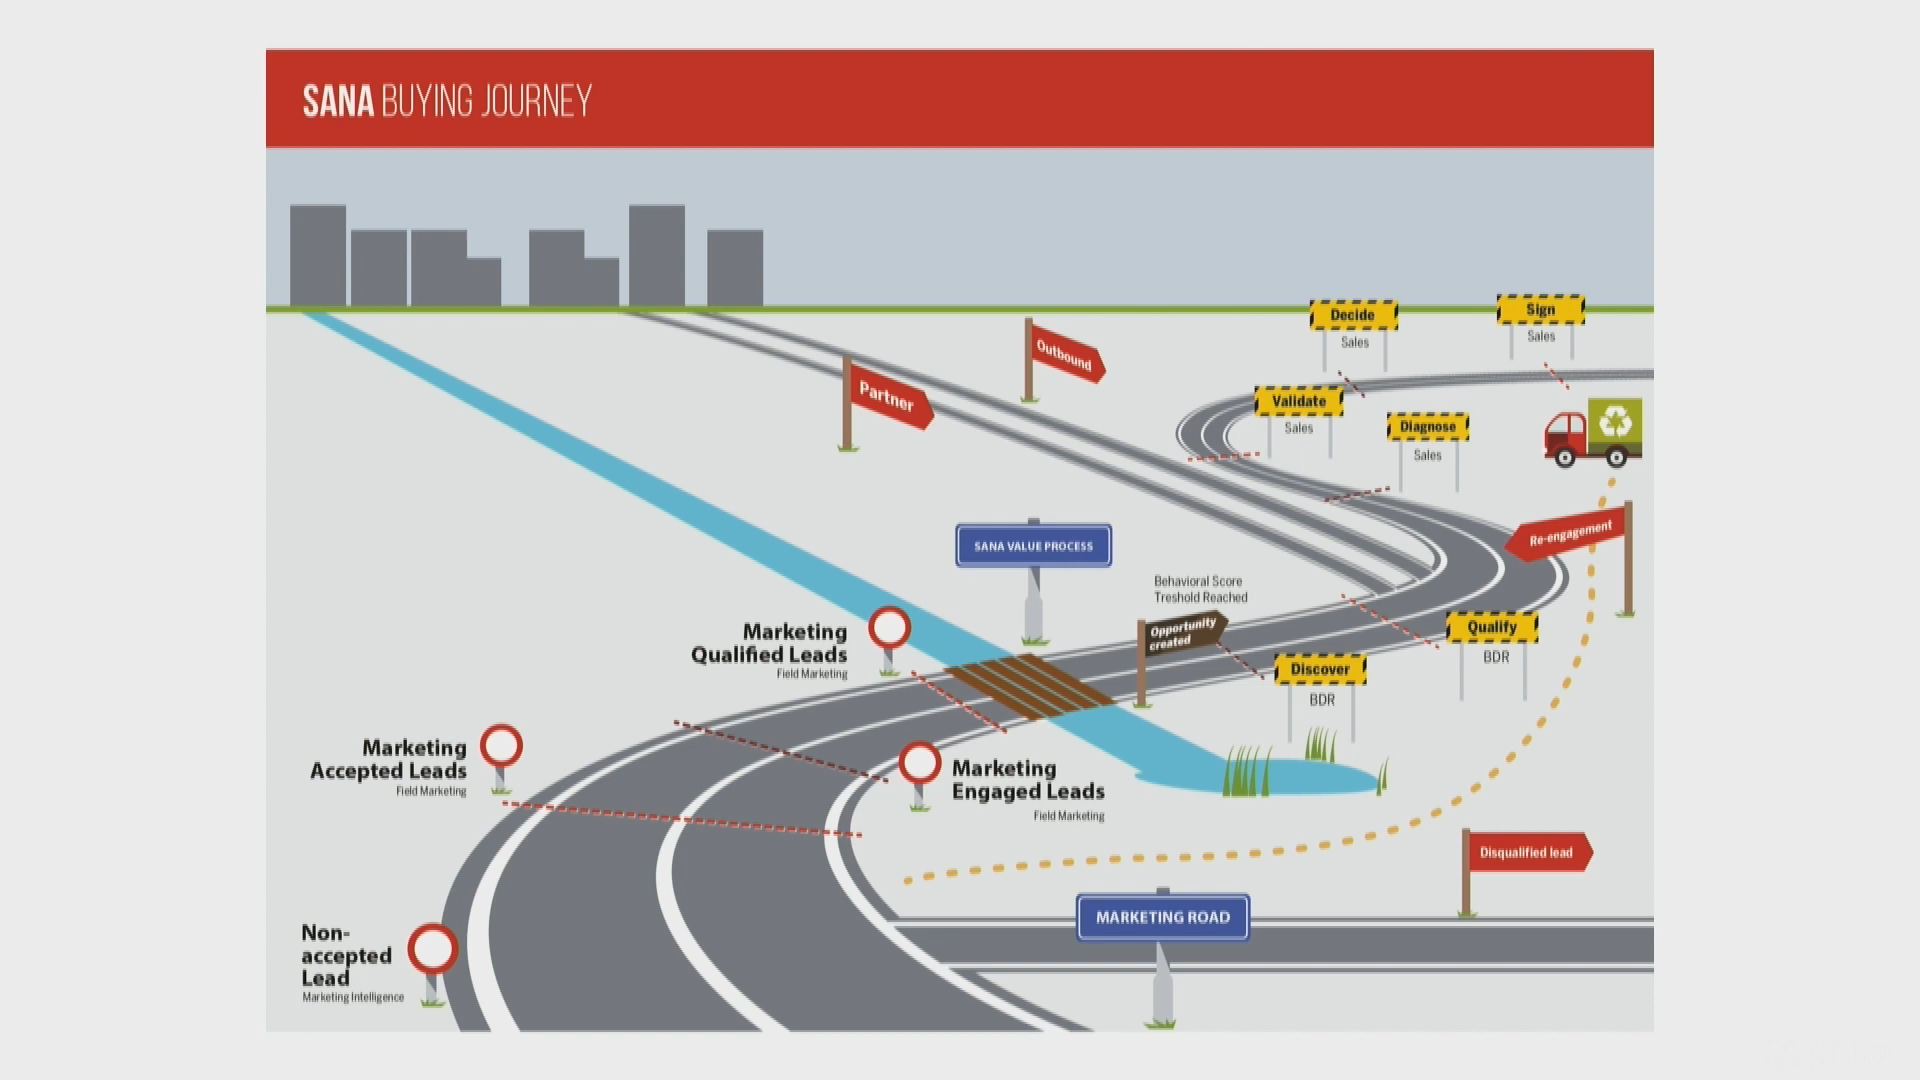 SANA BUYING JOURNEY
Decide
Sales
Sign
Sales
Outbound
Partner
Validate
Sales
Diagnose
Sales
Re-engagement
SANA VALUE PROCESS
Behavioral Score
Treshold Reached
Opportunity
created
Qualify
BDR
Discover
BDR
Marketing
Qualified Leads
Field Marketing
Marketing
Accepted Leads
Field Marketing
Marketing
Engaged Leads
Field Marketing
Disqualified lead
MARKETING ROAD
Non-
accepted
Lead
Marketing Intelligence